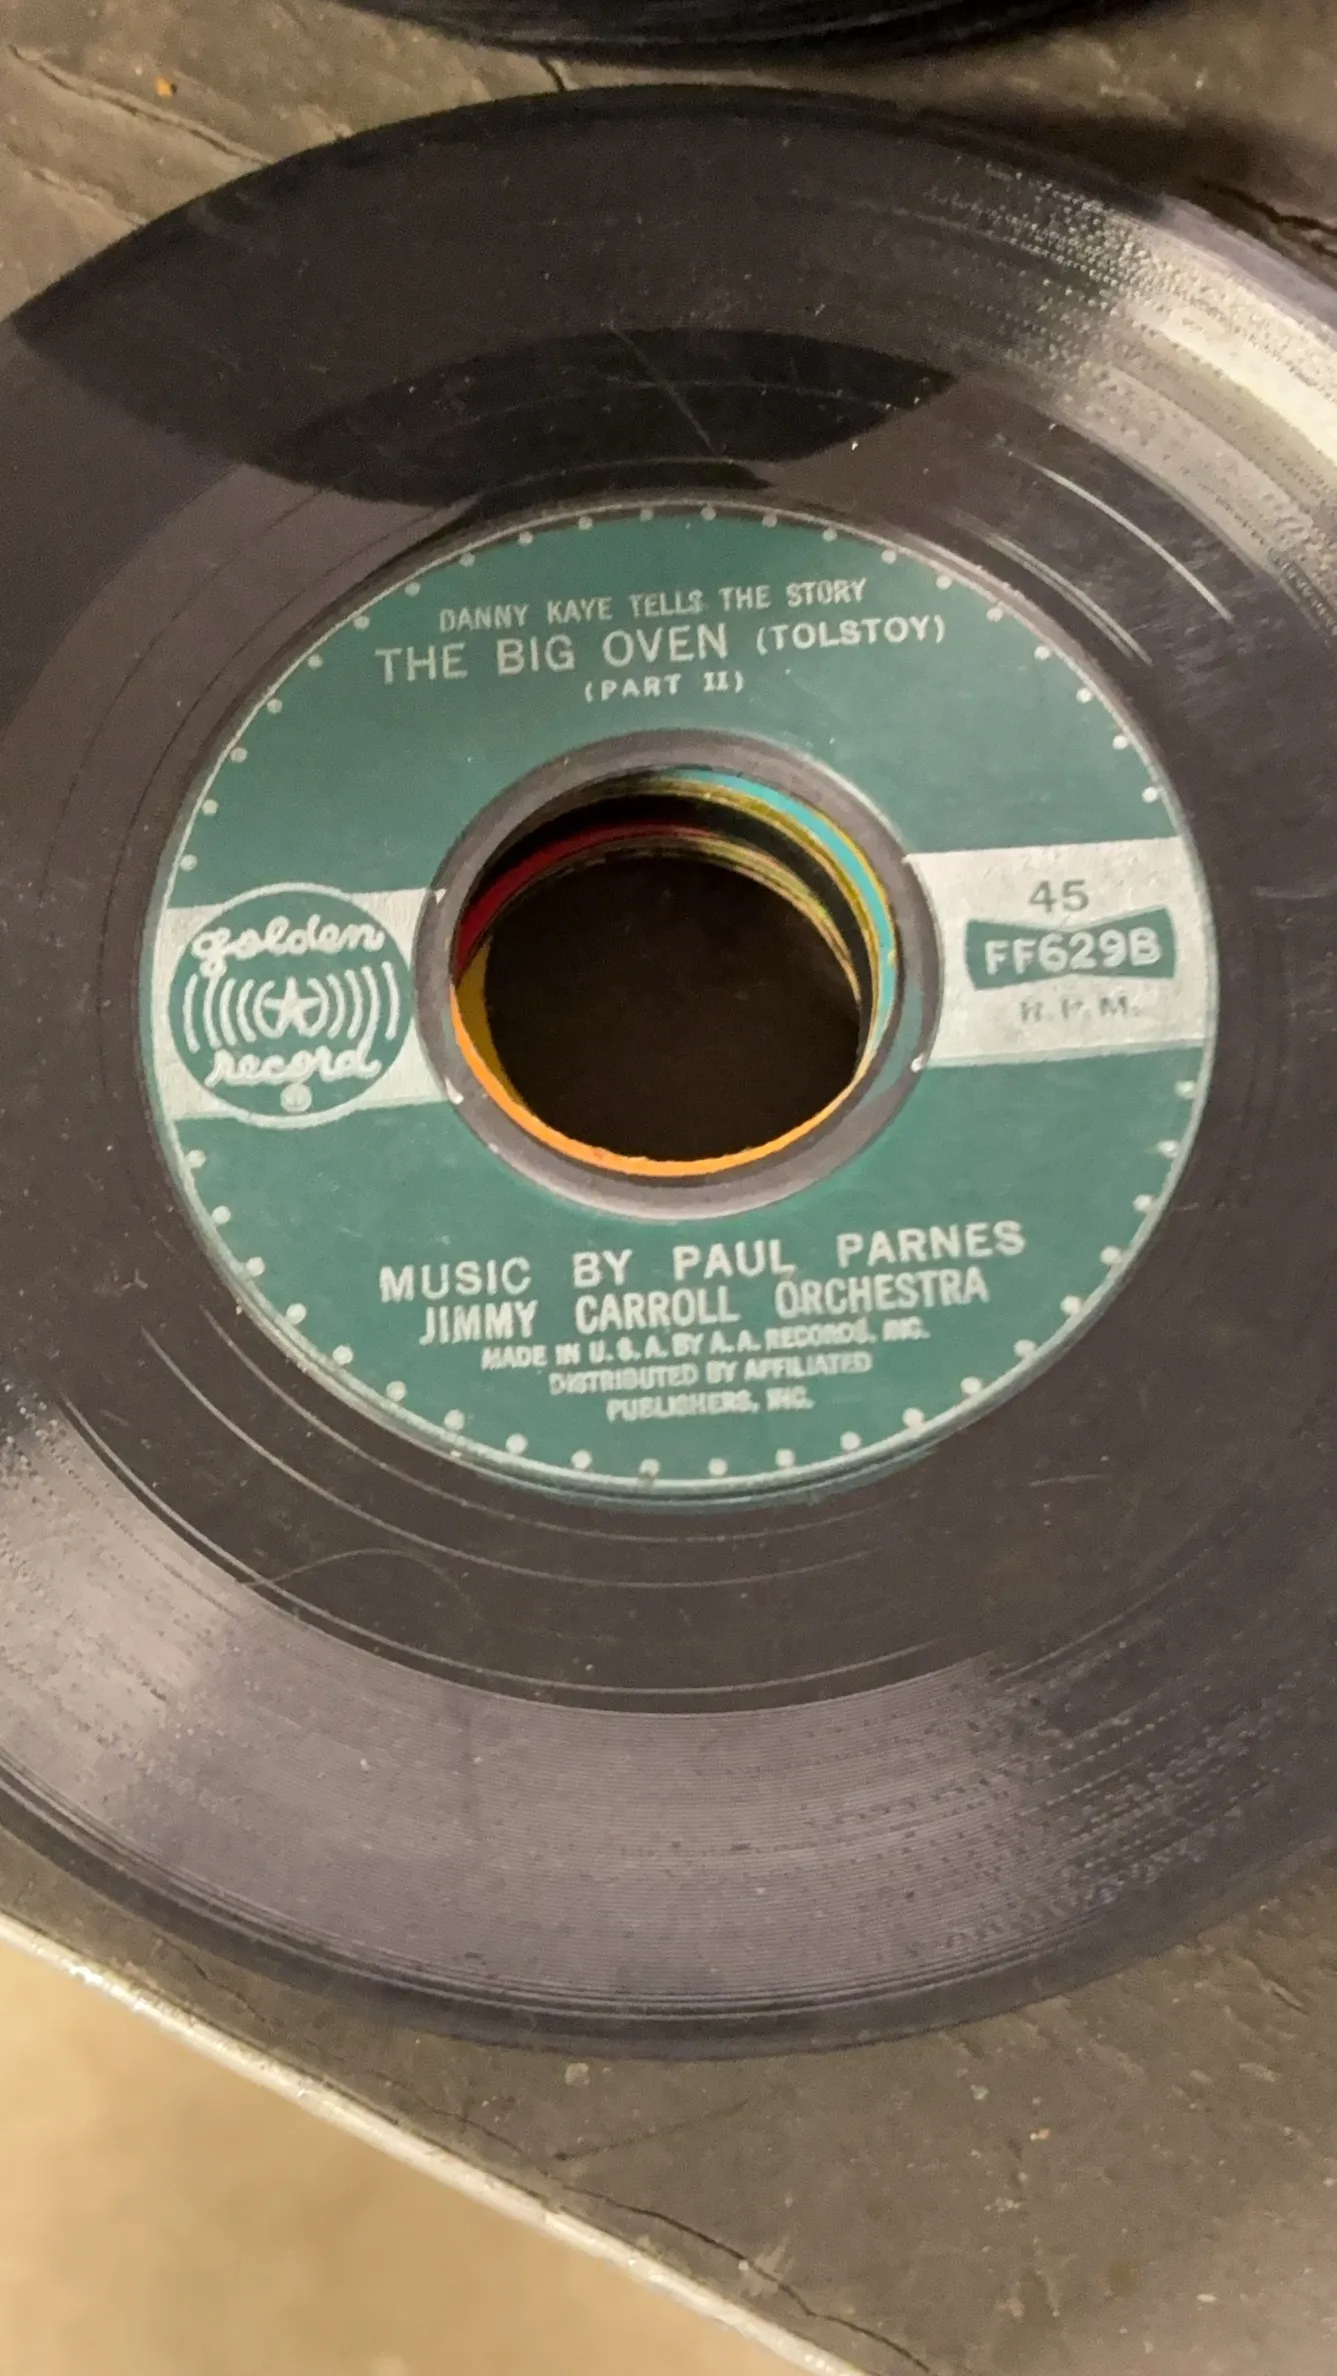 DANNY KAYE TELLS THE STORY
THE BIG OVEN (TOLSTOY)
(PART II)
golden
record
45
FF629B
R.P.M.
MUSIC BY PAUL PARNES
JIMMY CARROLL ORCHESTRA
MADE IN U.S.A. BY A.A. RECORDS, INC.
DISTRIBUTED BY AFFILIATED
PUBLISHERS, INC.